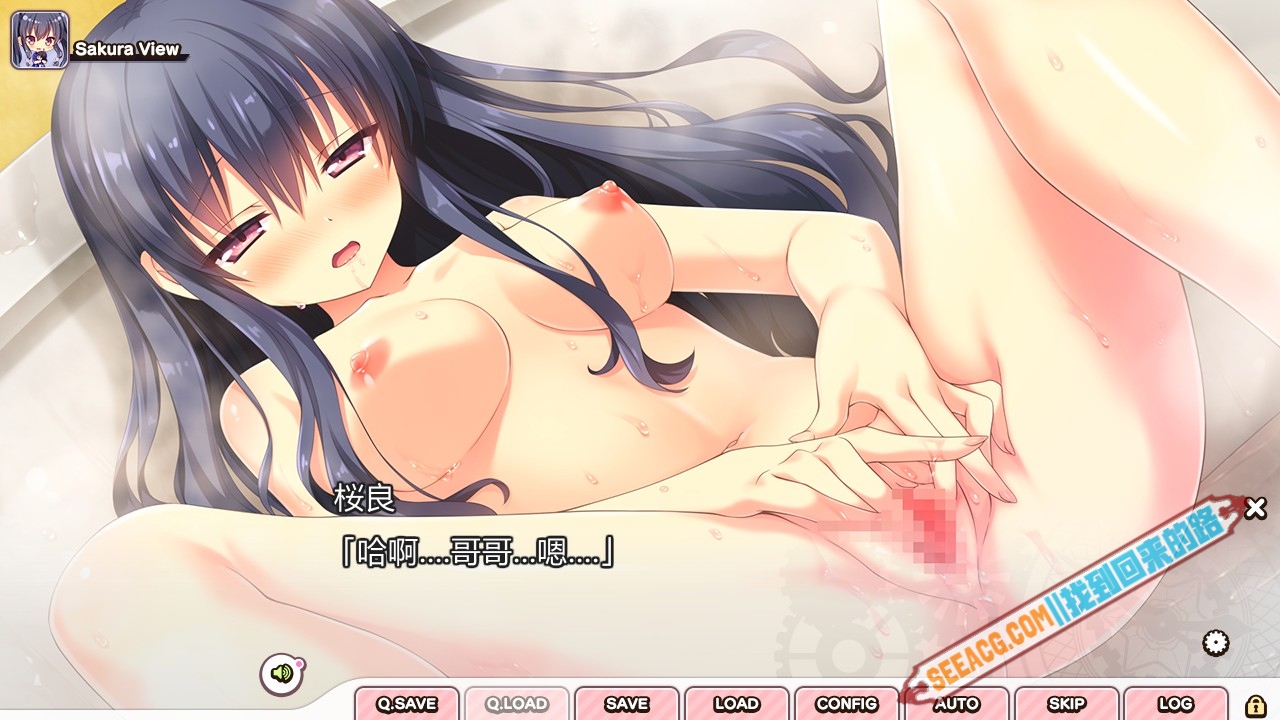 Sakura View
桜良
「哈啊....哥哥...嗯....」
SEEACG.COM||找到回来的路
Q.SAVE Q.LOAD SAVE LOAD CONFIG AUTO SKIP LOG